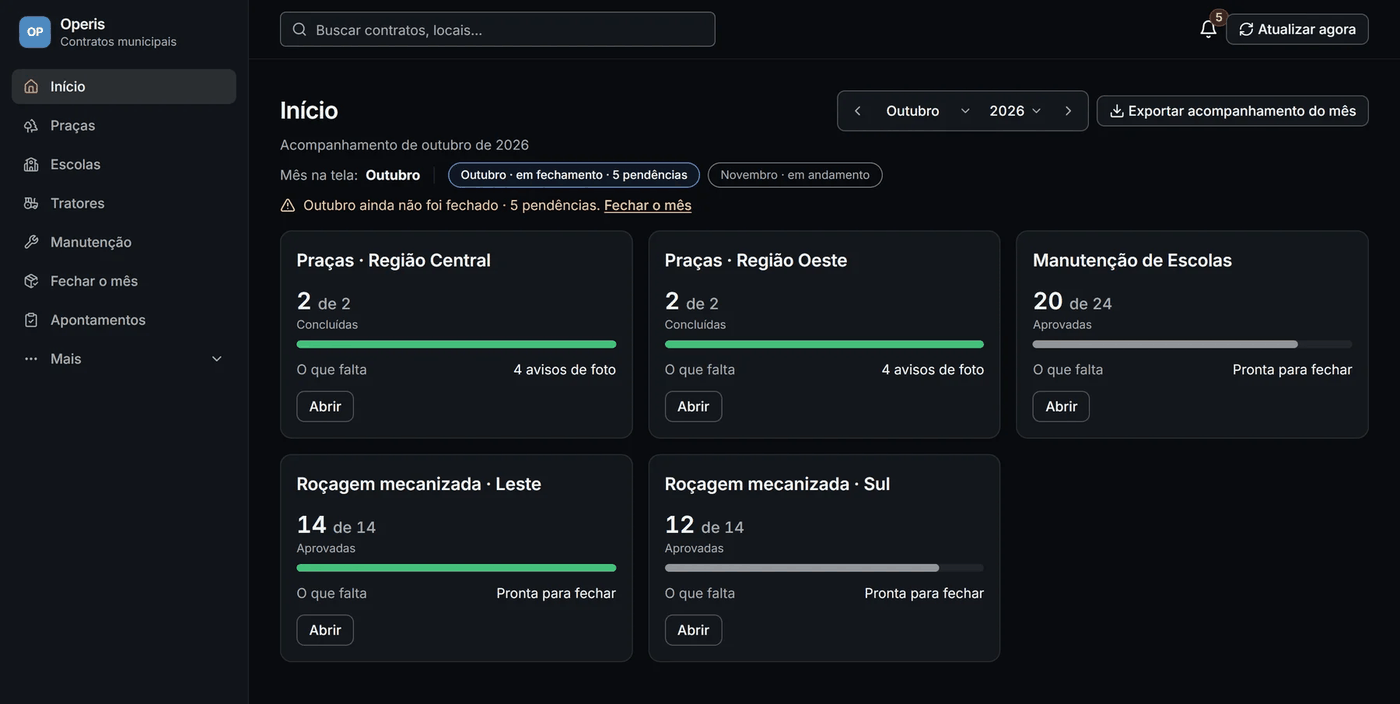 OP
Operis
Contratos municipais
Início
Praças
Escolas
Tratores
Manutenção
Fechar o mês
Apontamentos
Mais
Buscar contratos, locais...
5
Atualizar agora
Início
Outubro
2026
Exportar acompanhamento do mês
Acompanhamento de outubro de 2026
Mês na tela: Outubro
Outubro · em fechamento · 5 pendências
Novembro · em andamento
Outubro ainda não foi fechado · 5 pendências. Fechar o mês
Praças · Região Central
2 de 2
Concluídas
O que falta
4 avisos de foto
Abrir
Praças · Região Oeste
2 de 2
Concluídas
O que falta
4 avisos de foto
Abrir
Manutenção de Escolas
20 de 24
Aprovadas
O que falta
Pronta para fechar
Abrir
Roçagem mecanizada · Leste
14 de 14
Aprovadas
O que falta
Pronta para fechar
Abrir
Roçagem mecanizada · Sul
12 de 14
Aprovadas
O que falta
Pronta para fechar
Abrir